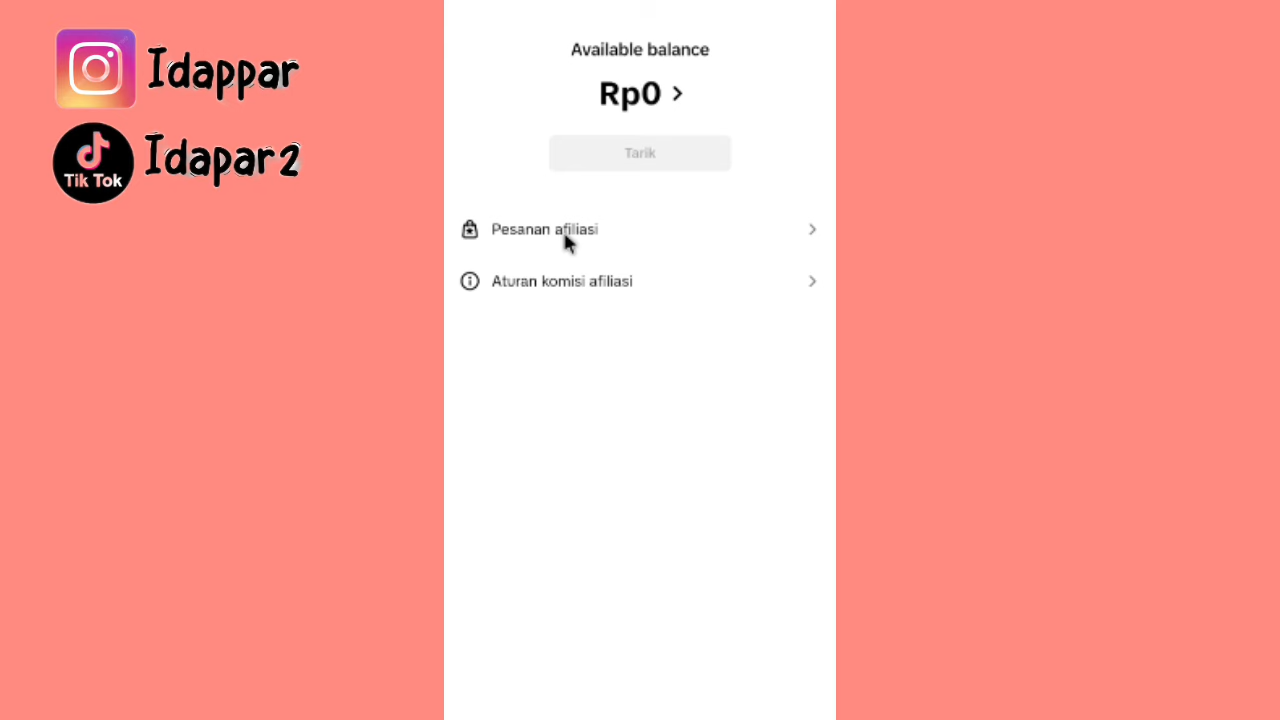 Idappar
Tik Tok
Idapar2
Available balance
Rp0 >
Tarik
Pesanan afiliasi
Aturan komisi afiliasi